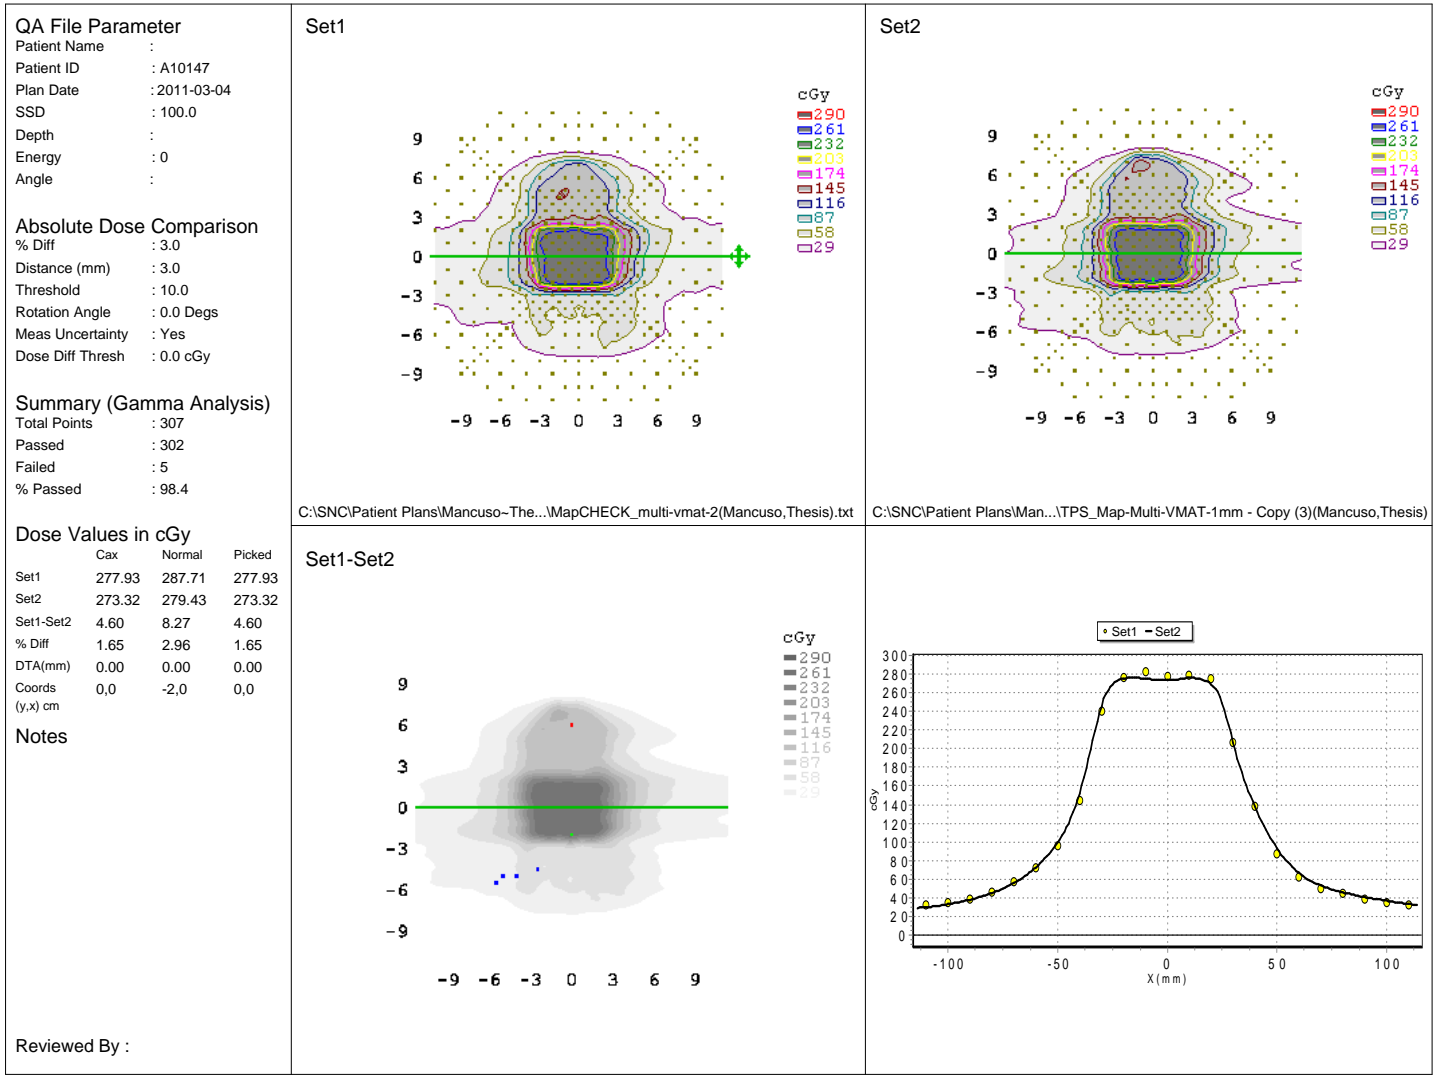 QA File Parameter
Patient Name :
Patient ID : A10147
Plan Date : 2011-03-04
SSD : 100.0
Depth :
Energy : 0
Angle :
Absolute Dose Comparison
% Diff : 3.0
Distance (mm) : 3.0
Threshold : 10.0
Rotation Angle : 0.0 Degs
Meas Uncertainty : Yes
Dose Diff Thresh : 0.0 cGy
Summary (Gamma Analysis)
Total Points : 307
Passed : 302
Failed : 5
% Passed : 98.4
Dose Values in cGy
Cax Normal Picked
Set1 277.93 287.71 277.93
Set2 273.32 279.43 273.32
Set1-Set2 4.60 8.27 4.60
% Diff 1.65 2.96 1.65
DTA(mm) 0.00 0.00 0.00
Coords 0,0 -2,0 0,0
(y,x) cm
Notes
Reviewed By :
Set1
cGy
290
261
232
203
174
145
116
87
58
29
9
6
3
0
-3
-6
-9
-9 -6 -3 0 3 6 9
C:\SNC\Patient Plans\Mancuso~The...\MapCHECK_multi-vmat-2(Mancuso,Thesis).txt
Set2
cGy
290
261
232
203
174
145
116
87
58
29
9
6
3
0
-3
-6
-9
-9 -6 -3 0 3 6 9
C:\SNC\Patient Plans\Man...\TPS_Map-Multi-VMAT-1mm - Copy (3)(Mancuso,Thesis)
Set1-Set2
cGy
290
261
232
203
174
145
116
87
58
29
9
6
3
0
-3
-6
-9
-9 -6 -3 0 3 6 9
Set1 Set2
300
280
260
240
220
200
180
160
140
120
100
80
60
40
20
0
cGy
-100 -50 0 50 100
X(mm)